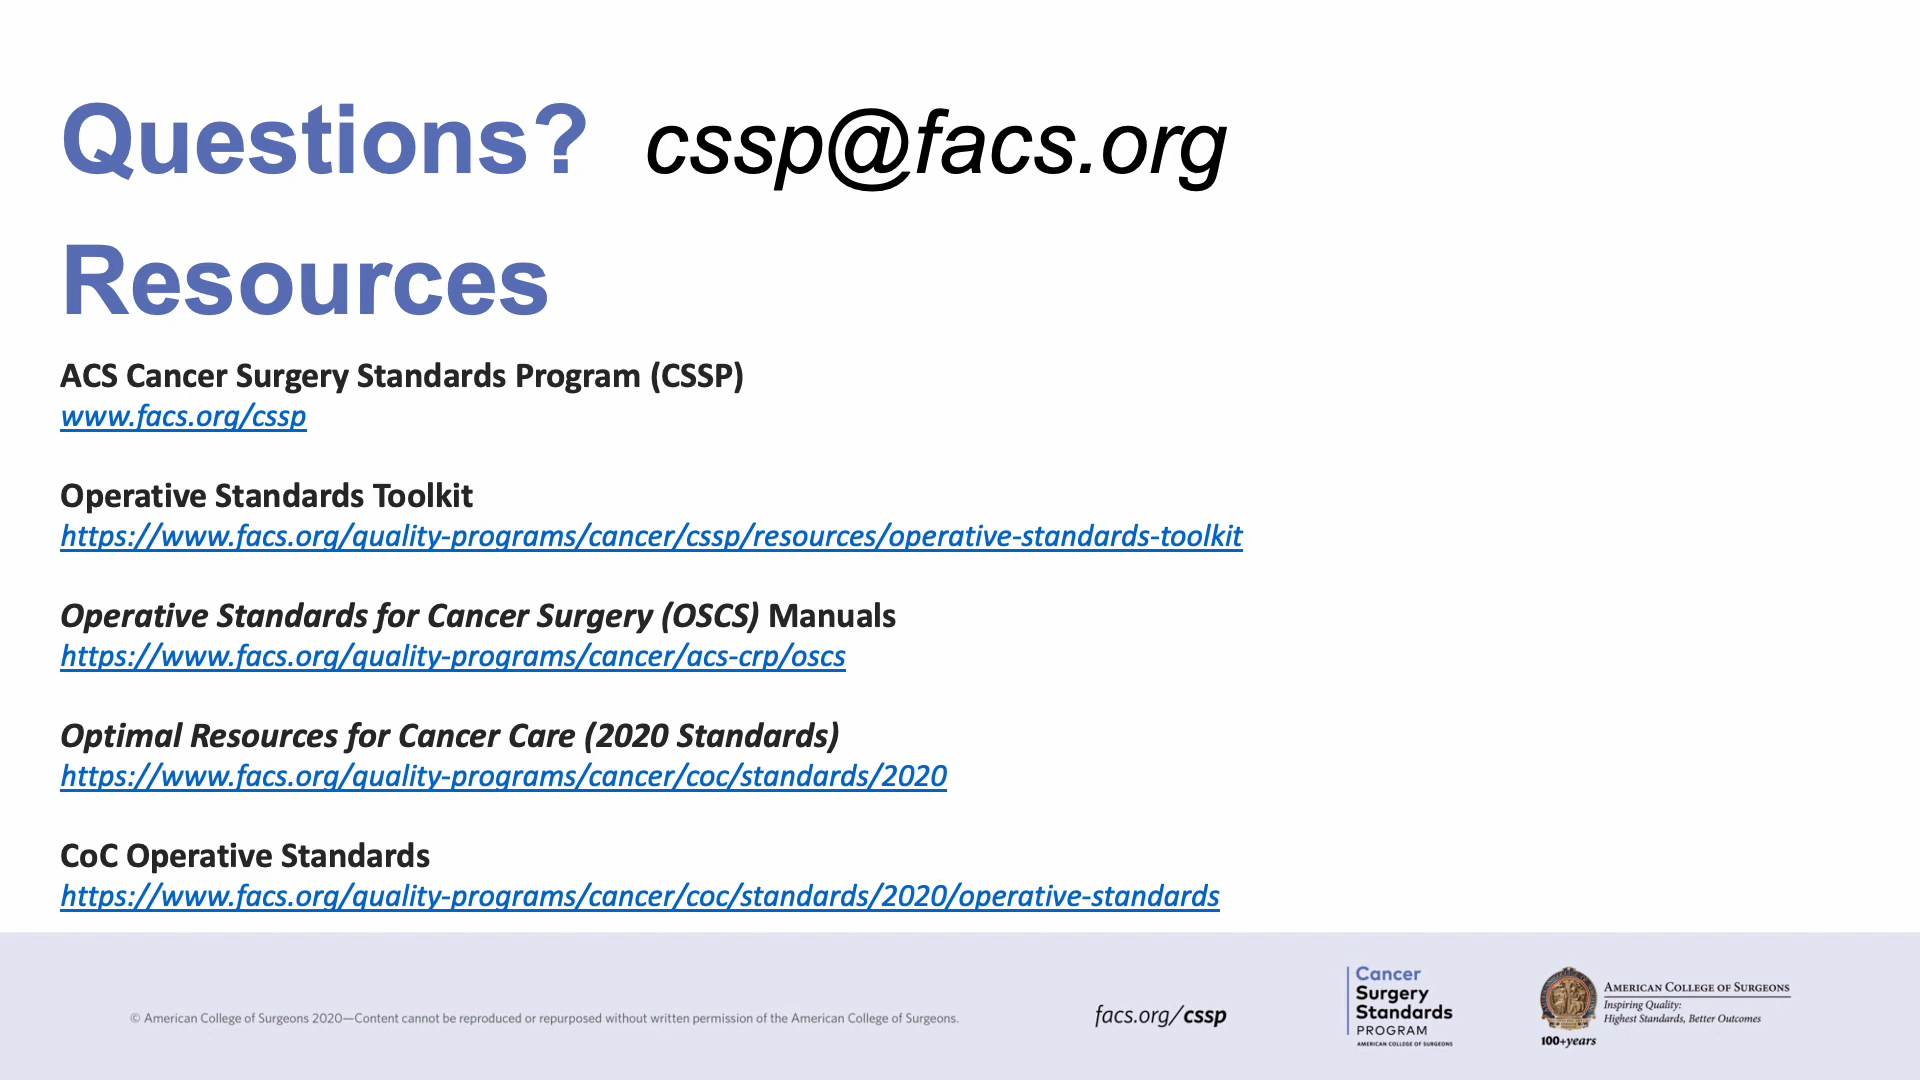 Questions? cssp@facs.org
Resources
ACS Cancer Surgery Standards Program (CSSP)
www.facs.org/cssp
Operative Standards Toolkit
https://www.facs.org/quality-programs/cancer/cssp/resources/operative-standards-toolkit
Operative Standards for Cancer Surgery (OSCS) Manuals
https://www.facs.org/quality-programs/cancer/acs-crp/oscs
Optimal Resources for Cancer Care (2020 Standards)
https://www.facs.org/quality-programs/cancer/coc/standards/2020
CoC Operative Standards
https://www.facs.org/quality-programs/cancer/coc/standards/2020/operative-standards
© American College of Surgeons 2020—Content cannot be reproduced or repurposed without written permission of the American College of Surgeons.
facs.org/cssp
Cancer
Surgery
Standards
PROGRAM
AMERICAN COLLEGE OF SURGEONS
AMERICAN COLLEGE OF SURGEONS
Inspiring Quality:
Highest Standards, Better Outcomes
100+years